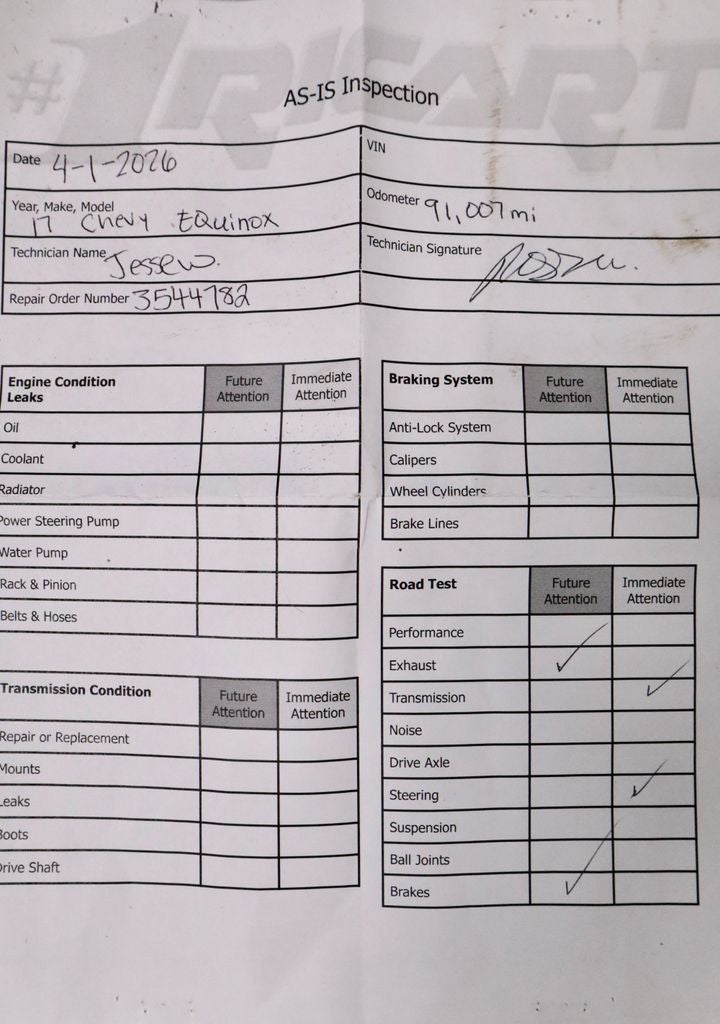 #1 RICART
AS-IS Inspection
Date 4-1-2026
VIN
Year, Make, Model
17 Chevy EQuinox
Odometer 91,007mi
Technician Name Jesse W.
Technician Signature
Repair Order Number 3544782
Engine Condition
Leaks
Future
Attention
Immediate
Attention
Oil
Coolant
Radiator
Power Steering Pump
Water Pump
Rack & Pinion
Belts & Hoses
Transmission Condition
Future
Attention
Immediate
Attention
Repair or Replacement
Mounts
Leaks
Boots
Drive Shaft
Braking System
Future
Attention
Immediate
Attention
Anti-Lock System
Calipers
Wheel Cylinders
Brake Lines
Road Test
Future
Attention
Immediate
Attention
Performance
Exhaust ✓
Transmission ✓
Noise
Drive Axle
Steering ✓
Suspension
Ball Joints
Brakes ✓